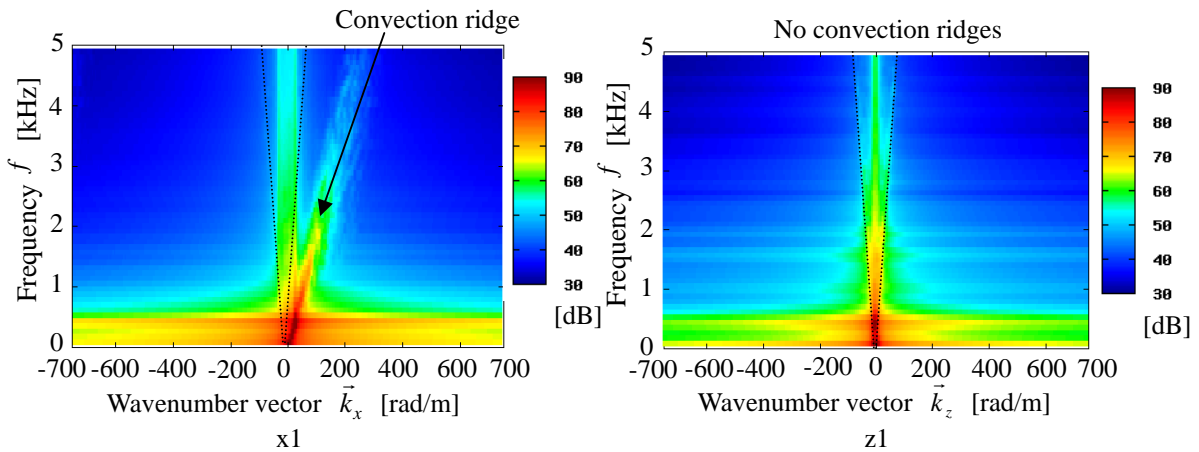 Convection ridge
Frequency f [kHz]
5
4
3
2
1
0
-700 -600 -400 -200 0 200 400 600 700
Wavenumber vector k⃗x [rad/m]
x1
90
80
70
60
50
40
30
[dB]
No convection ridges
Frequency f [kHz]
5
4
3
2
1
0
-700 -600 -400 -200 0 200 400 600 700
Wavenumber vector k⃗z [rad/m]
z1
90
80
70
60
50
40
30
[dB]